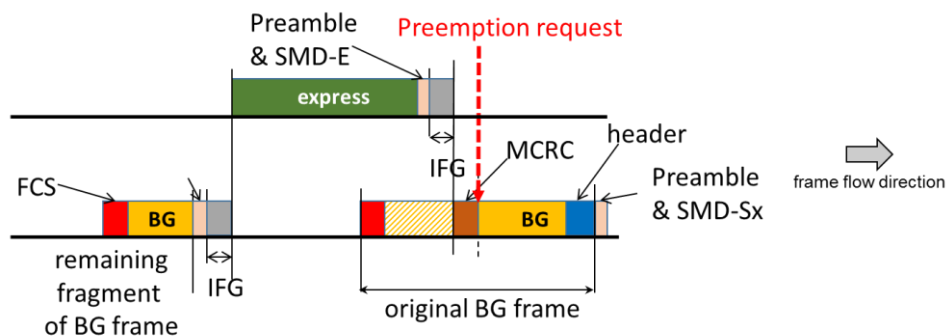 Preamble
& SMD-E
Preemption request
express
IFG
MCRC
header
FCS
Preamble
& SMD-Sx
frame flow direction
BG
BG
remaining
fragment
of BG frame
IFG
original BG frame